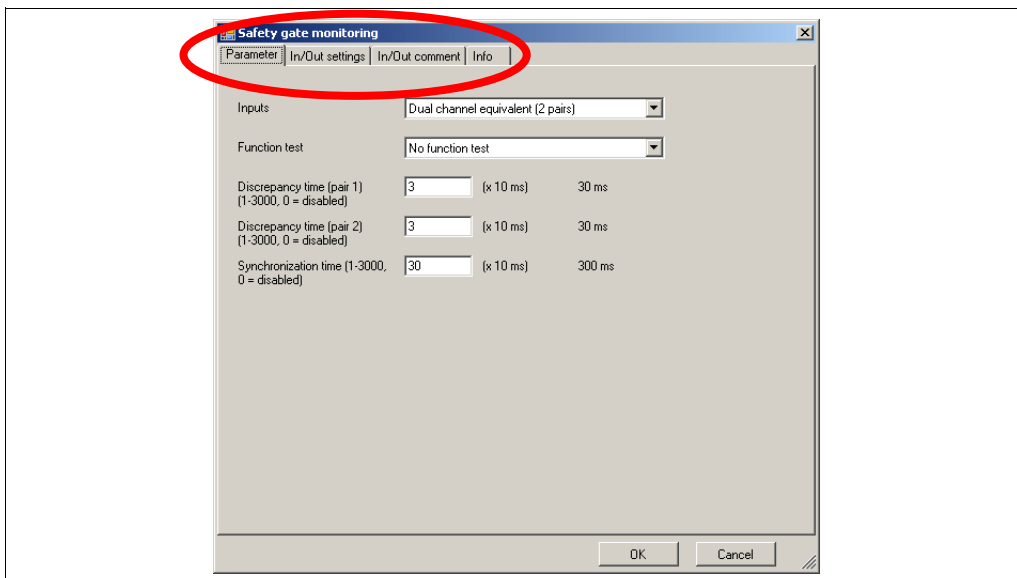 Safety gate monitoring
Parameter In/Out settings In/Out comment Info
Inputs Dual channel equivalent (2 pairs)
Function test No function test
Discrepancy time (pair 1) 3 (x 10 ms) 30 ms
(1-3000, 0 = disabled)
Discrepancy time (pair 2) 3 (x 10 ms) 30 ms
(1-3000, 0 = disabled)
Synchronization time (1-3000, 30 (x 10 ms) 300 ms
0 = disabled)
OK Cancel